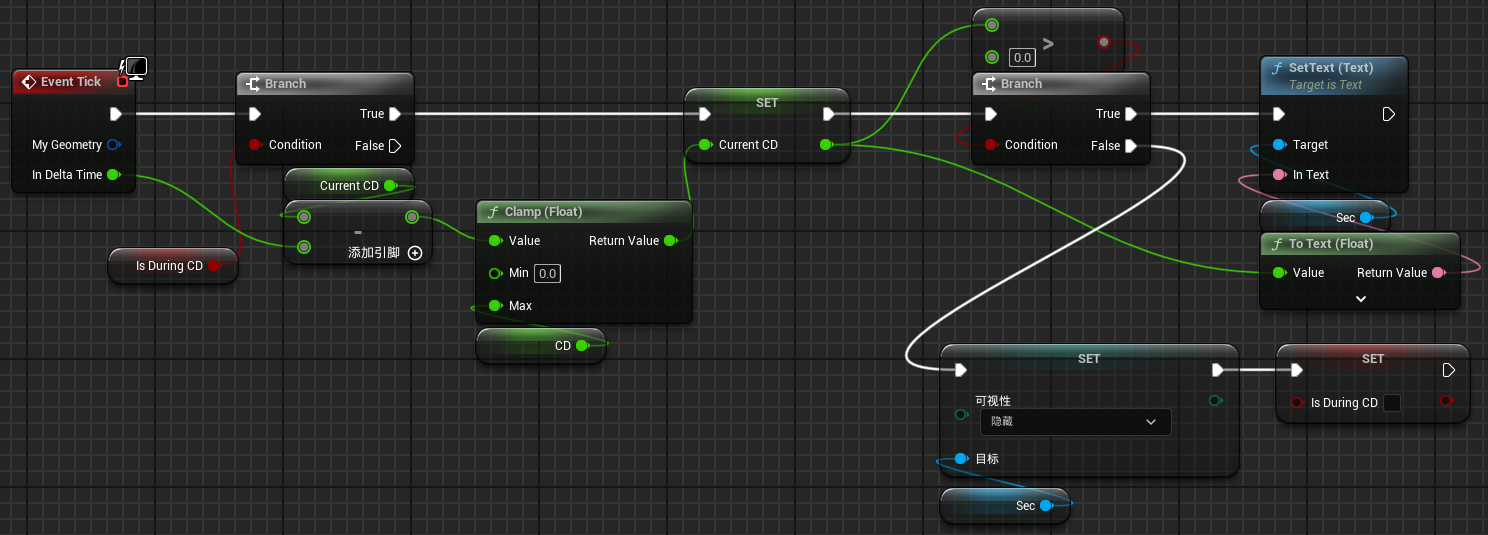 Event Tick
My Geometry
In Delta Time
Is During CD
Branch
True
Condition
False
Current CD
-
添加引脚
Clamp (Float)
Value
Return Value
Min
0.0
Max
CD
SET
Current CD
>
0.0
Branch
True
Condition
False
SetText (Text)
Target is Text
Target
In Text
Sec
To Text (Float)
Value
Return Value
SET
可视性
隐藏
目标
Sec
SET
Is During CD